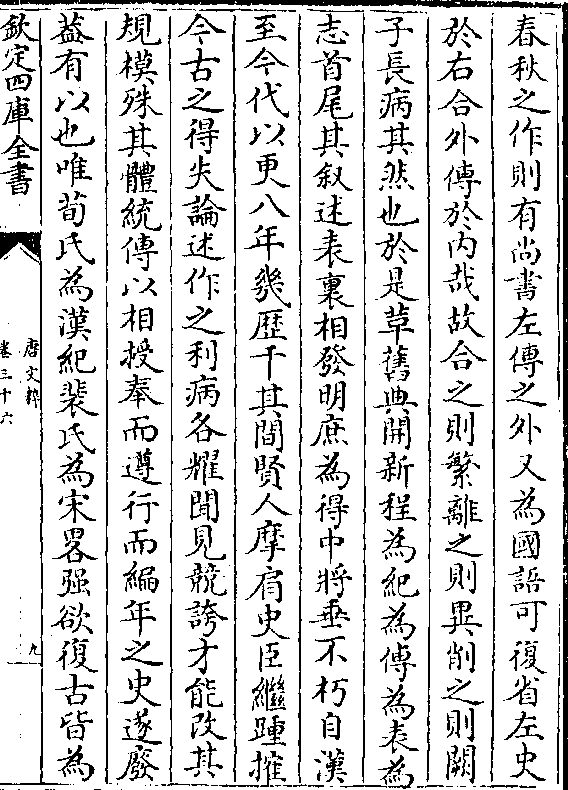 春秋之作則有尚書左傳之外又為國語可復省左史
於右合外傳於內哉故合之則繁離之則異削之則闕
子長病其然也於是草舊典開新程為紀為傳為表為
志首尾其叙述表裏相發明庶為得中將垂不朽自漢
至今代以更八年幾歴千其間賢人摩肩史臣繼踵搉
今古之得失論述作之利病各耀聞見競誇才能改其
規模殊其體統傳以相授奉而遵行而編年之史遂廢
葢有以也唯荀氏為漢紀裴氏為宋畧强欲復古皆為
欽定四庫全書
唐文粹
卷三十六
九